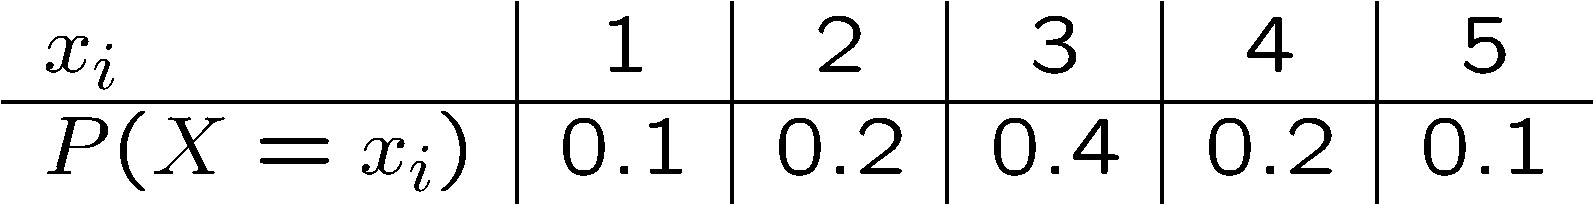 x_i 1 2 3 4 5
P(X = x_i) 0.1 0.2 0.4 0.2 0.1